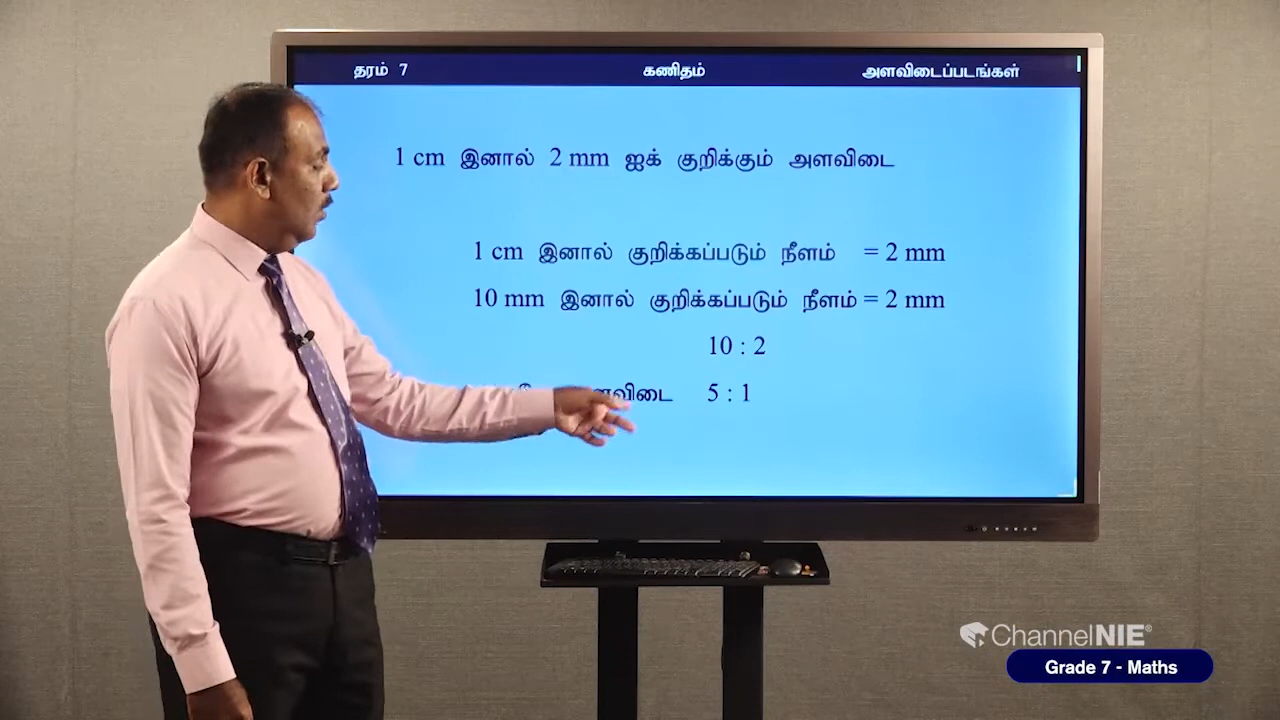 தரம் 7 கணிதம் அளவிடைப்படங்கள்
1 cm இனால் 2 mm ஐக் குறிக்கும் அளவிடை
1 cm இனால் குறிக்கப்படும் நீளம் = 2 mm
10 mm இனால் குறிக்கப்படும் நீளம் = 2 mm
10 : 2
5 : 1
ChannelNIE®
Grade 7 - Maths